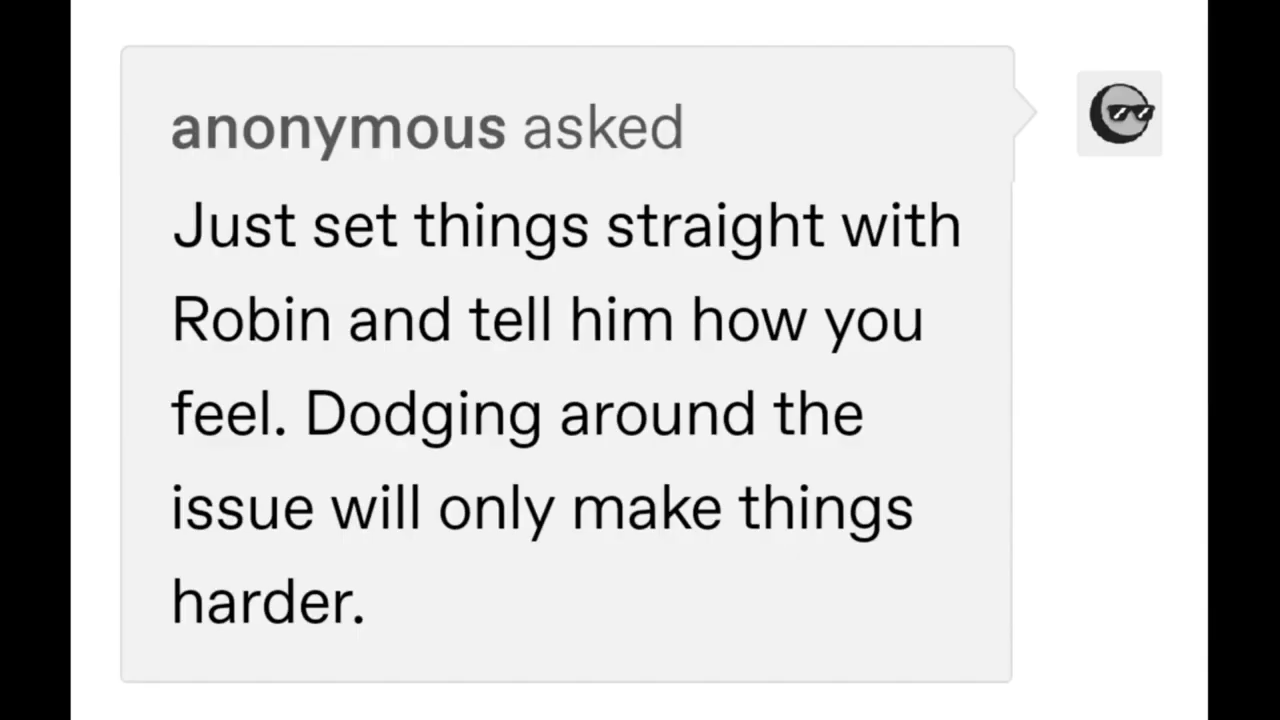 anonymous asked
Just set things straight with
Robin and tell him how you
feel. Dodging around the
issue will only make things
harder.